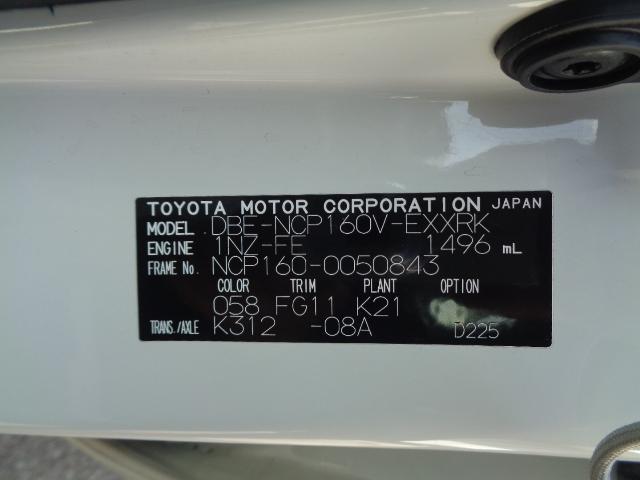 TOYOTA MOTOR CORPORATION JAPAN
MODEL DBE-NCP160V-EXXRK
ENGINE 1NZ-FE 1496 mL
FRAME No. NCP160-0050843
COLOR TRIM PLANT OPTION
058 FG11 K21
TRANS./AXLE K312 -08A D225